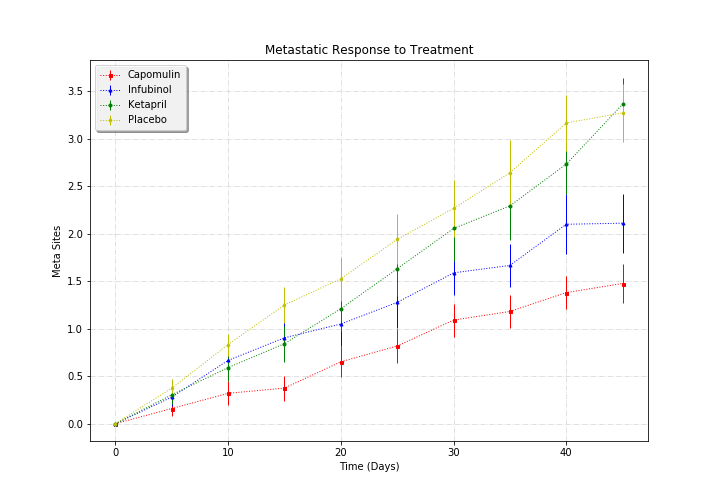 Metastatic Response to Treatment
Capomulin
Infubinol
Ketapril
Placebo
Meta Sites
3.5
3.0
2.5
2.0
1.5
1.0
0.5
0.0
0 10 20 30 40
Time (Days)